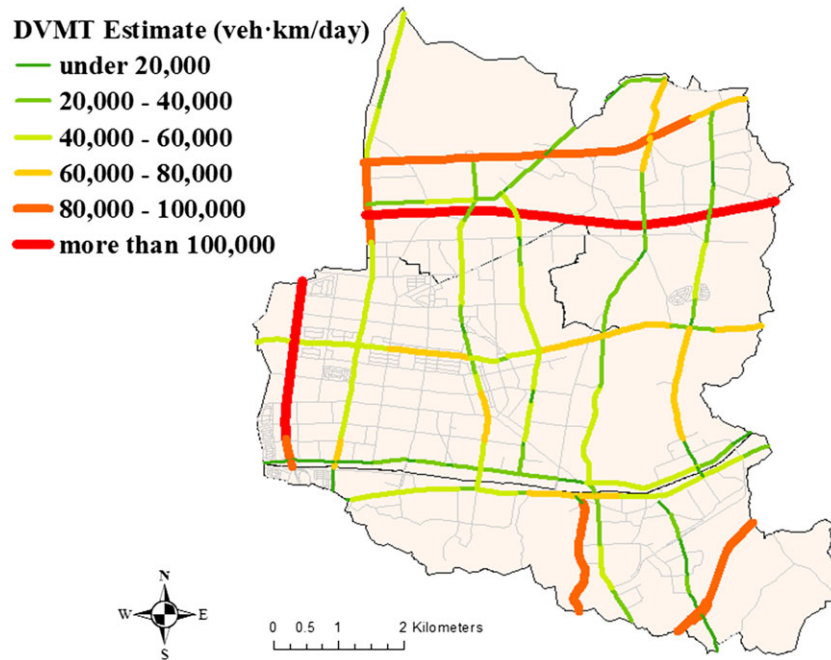 DVMT Estimate (veh·km/day)
under 20,000
20,000 - 40,000
40,000 - 60,000
60,000 - 80,000
80,000 - 100,000
more than 100,000
N
W E
S
0 0.5 1 2 Kilometers